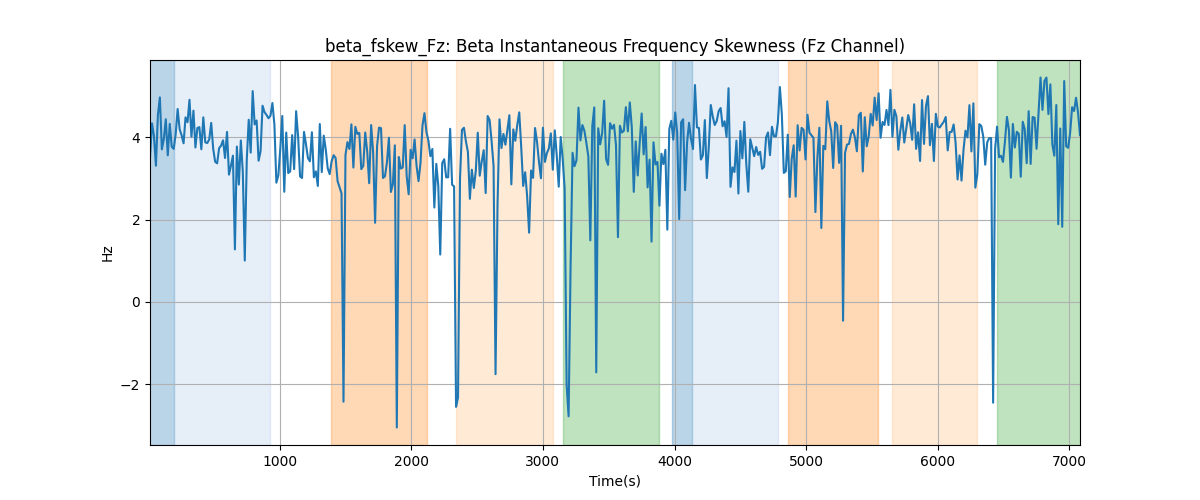 beta_fskew_Fz: Beta Instantaneous Frequency Skewness (Fz Channel)
4
2
0
−2
Hz
1000 2000 3000 4000 5000 6000 7000
Time(s)